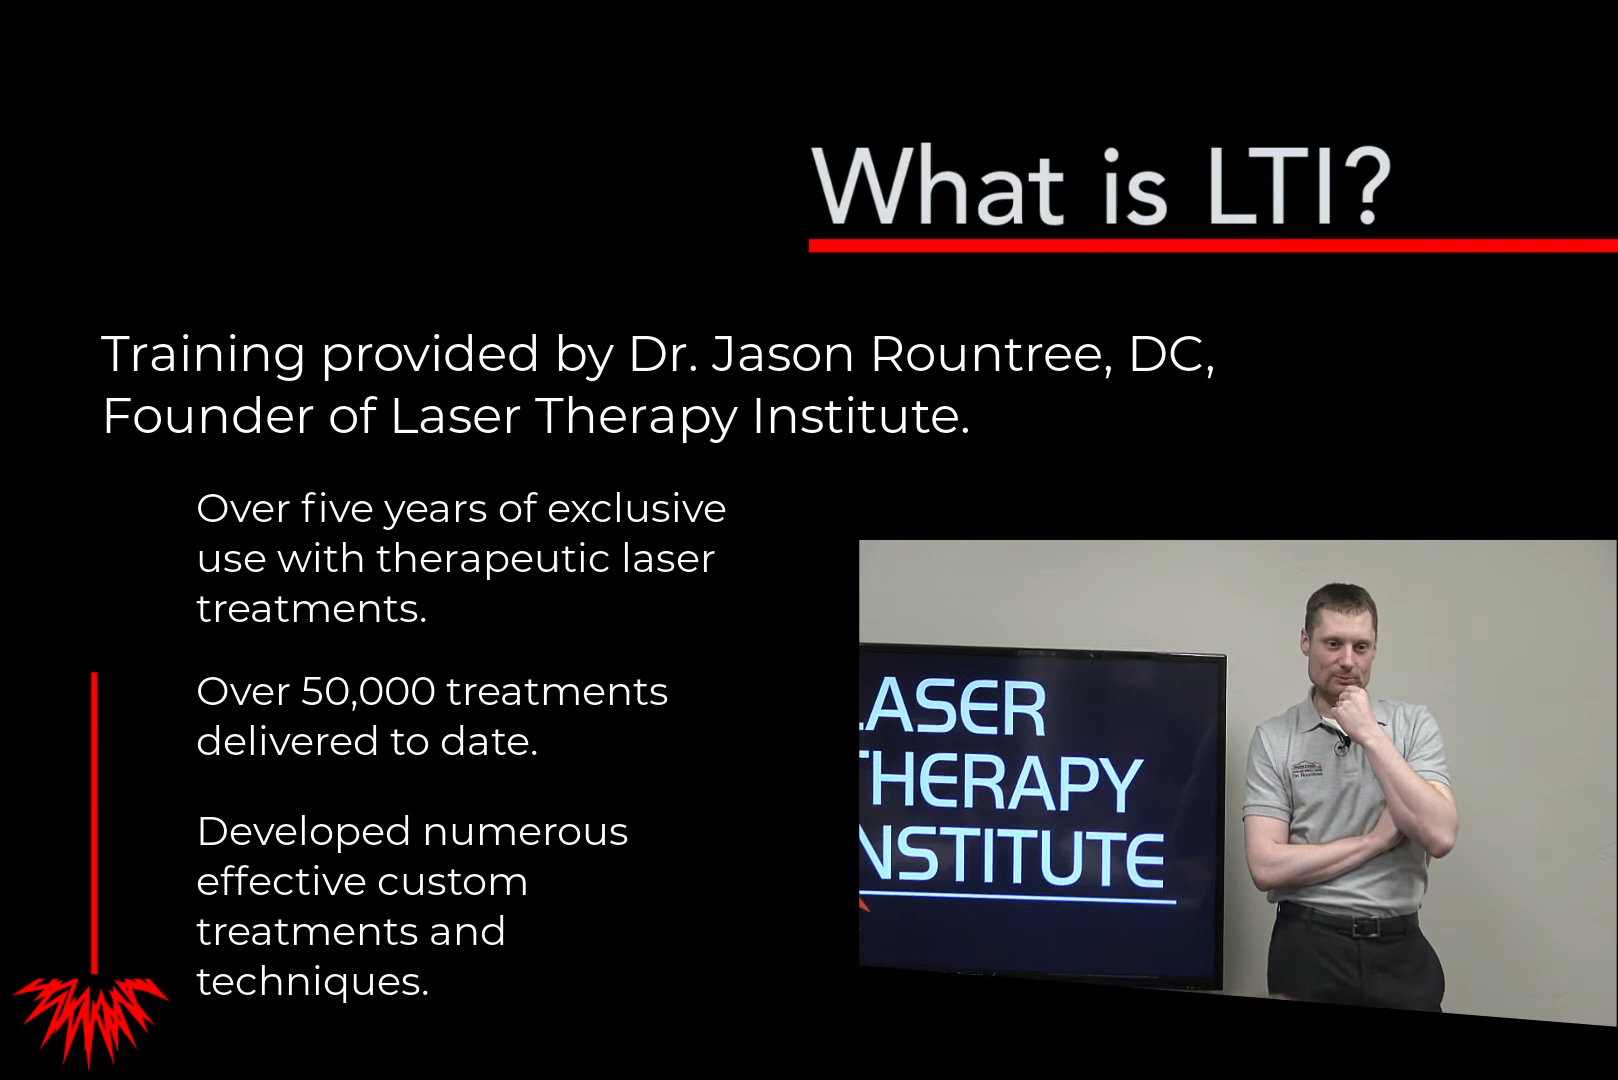 What is LTI?
Training provided by Dr. Jason Rountree, DC,
Founder of Laser Therapy Institute.
Over five years of exclusive
use with therapeutic laser
treatments.
Over 50,000 treatments
delivered to date.
Developed numerous
effective custom
treatments and
techniques.
LASER
THERAPY
INSTITUTE
Dr. Rountree